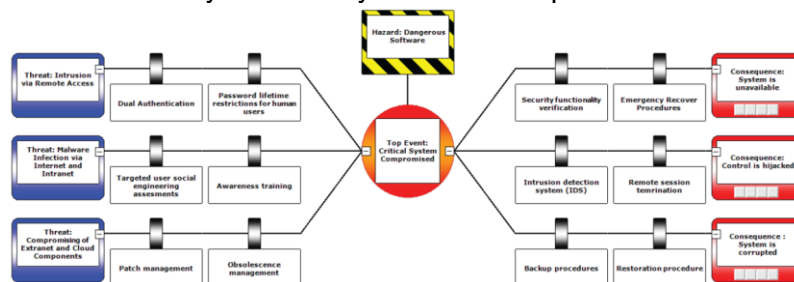 Hazard: Dangerous
Software
Threat: Intrusion
via Remote Access
Dual Authentication
Password lifetime
restrictions for human
users
Security functionality
verification
Emergency Recover
Procedures
Consequence:
System is
unavailable
Threat: Malware
Infection via
Internet and
Intranet
Targeted user social
engineering
assesments
Awareness training
Top Event:
Critical System
Compromised
Intrusion detection
system (IDS)
Remote session
temrination
Consequence:
Control is hijacked
Threat:
Compromising of
Extranet and Cloud
Components
Patch management
Obsolescence
management
Backup procedures
Restoration procedure
Consequence :
System is
corrupted